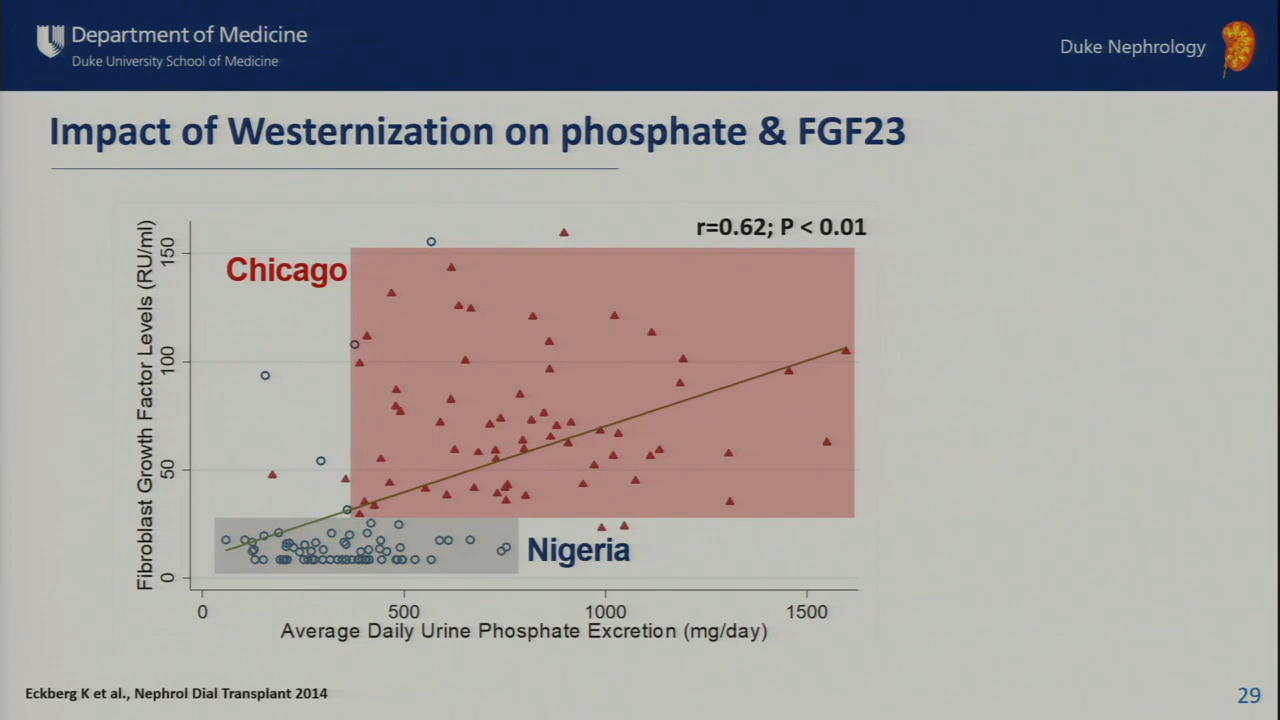 Department of Medicine
Duke University School of Medicine
Duke Nephrology
Impact of Westernization on phosphate & FGF23
r=0.62; P < 0.01
Chicago
Nigeria
Fibroblast Growth Factor Levels (RU/ml)
150
100
50
0
0 500 1000 1500
Average Daily Urine Phosphate Excretion (mg/day)
Eckberg K et al., Nephrol Dial Transplant 2014
29